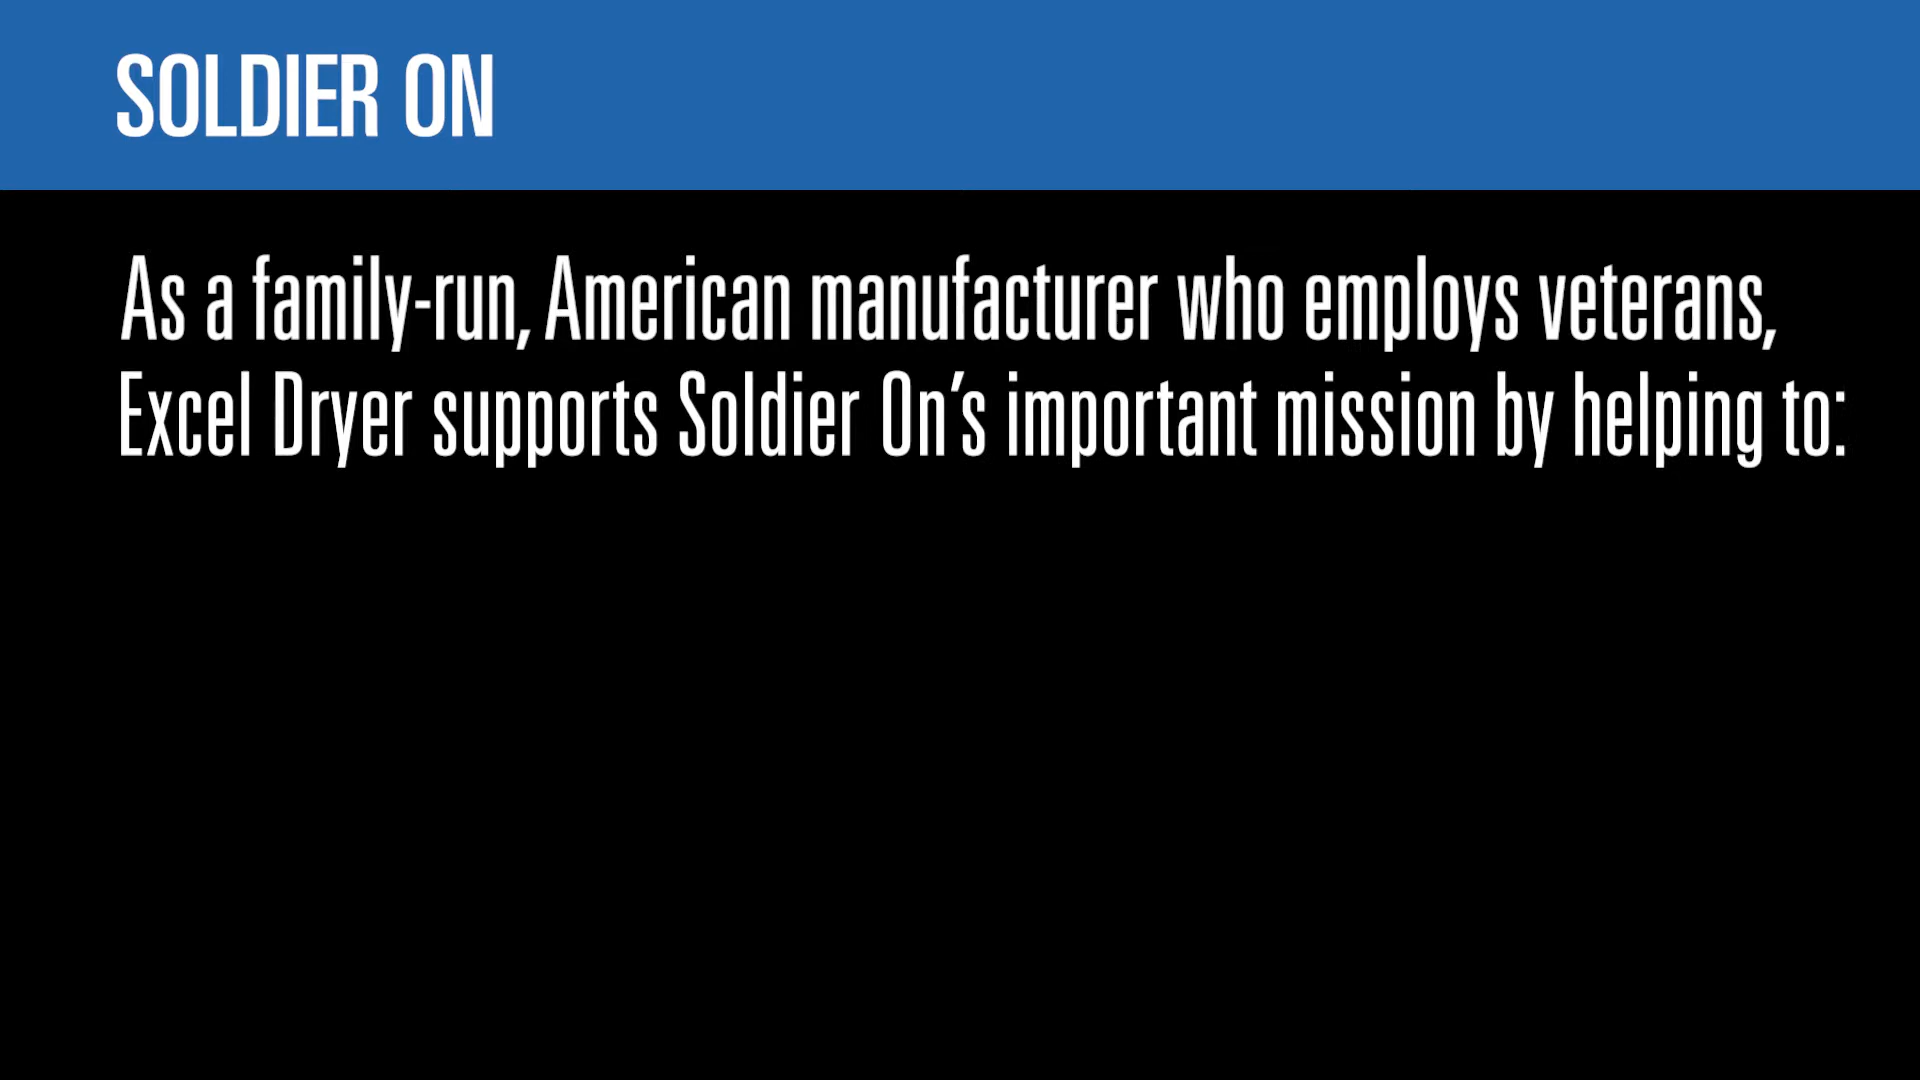 SOLDIER ON
As a family-run, American manufacturer who employs veterans,
Excel Dryer supports Soldier On’s important mission by helping to: